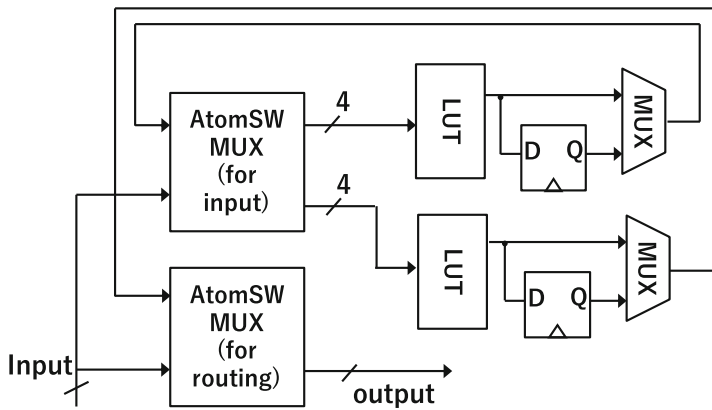 AtomSW
MUX
(for
input)
4
4
LUT
D Q
MUX
LUT
D Q
MUX
AtomSW
MUX
(for
routing)
Input
output